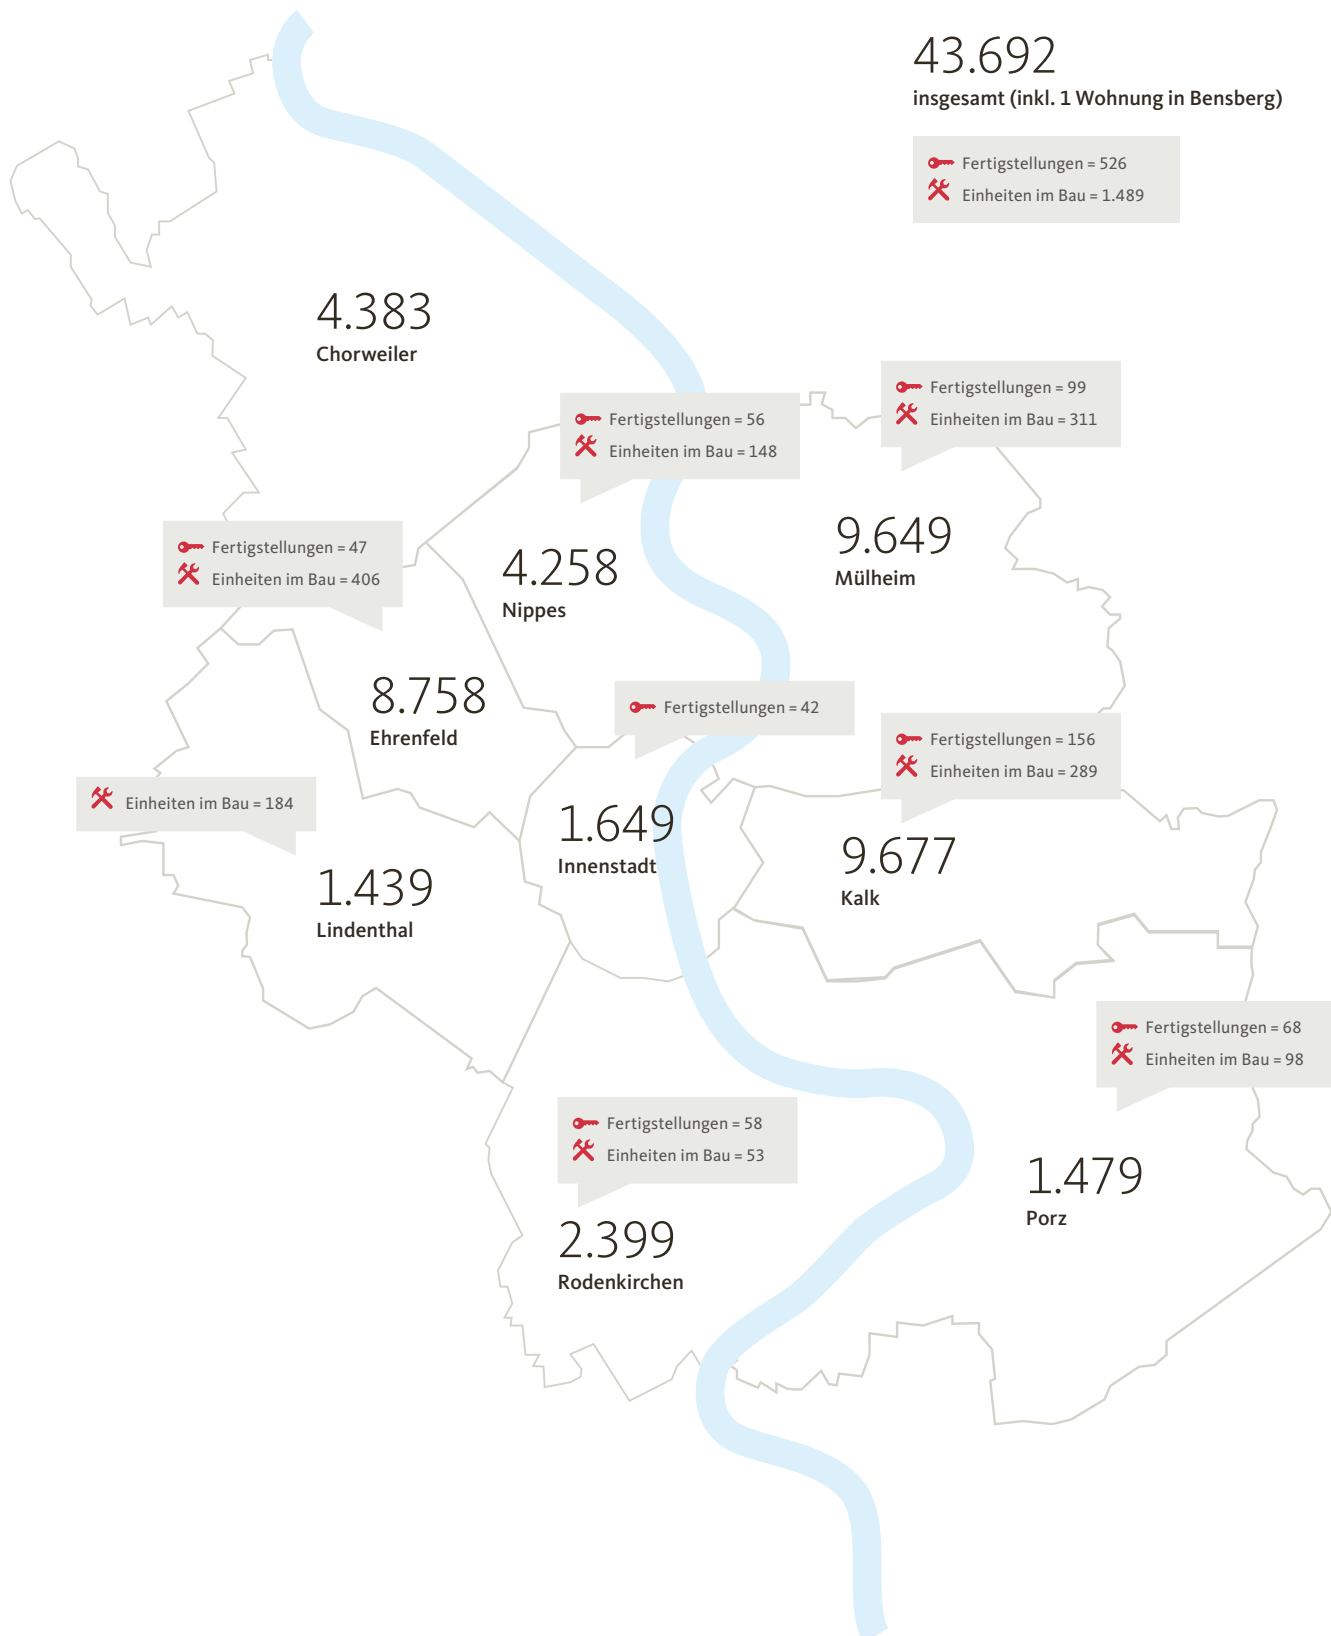 43.692
insgesamt (inkl. 1 Wohnung in Bensberg)
Fertigstellungen = 526
Einheiten im Bau = 1.489
4.383
Chorweiler
Fertigstellungen = 56
Einheiten im Bau = 148
4.258
Nippes
Fertigstellungen = 99
Einheiten im Bau = 311
9.649
Mülheim
Fertigstellungen = 47
Einheiten im Bau = 406
8.758
Ehrenfeld
Fertigstellungen = 42
1.649
Innenstadt
Fertigstellungen = 156
Einheiten im Bau = 289
9.677
Kalk
Einheiten im Bau = 184
1.439
Lindenthal
Fertigstellungen = 68
Einheiten im Bau = 98
1.479
Porz
Fertigstellungen = 58
Einheiten im Bau = 53
2.399
Rodenkirchen